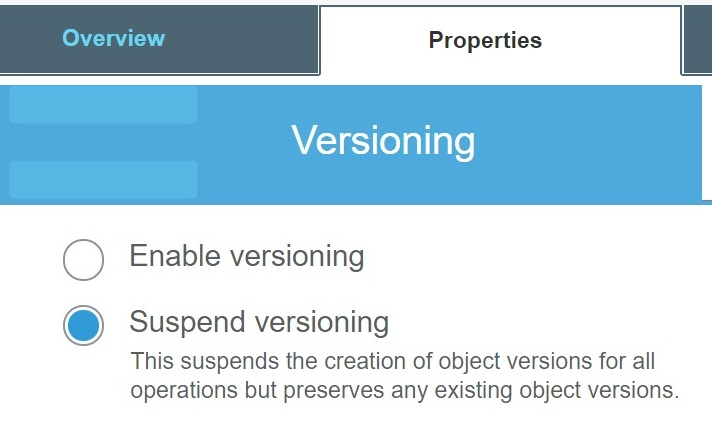 Overview
Properties
Versioning
Enable versioning
Suspend versioning
This suspends the creation of object versions for all
operations but preserves any existing object versions.